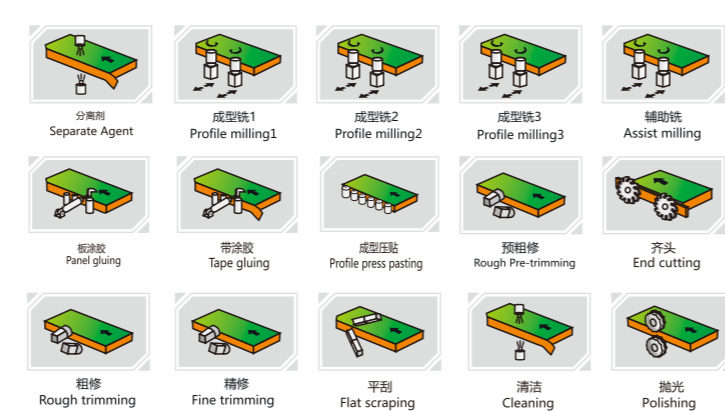 分离剂
Separate Agent
成型铣1
Profile milling1
成型铣2
Profile milling2
成型铣3
Profile milling3
辅助铣
Assist milling
板涂胶
Panel gluing
带涂胶
Tape gluing
成型压贴
Profile press pasting
预粗修
Rough Pre-trimming
齐头
End cutting
粗修
Rough trimming
精修
Fine trimming
平刮
Flat scraping
清洁
Cleaning
抛光
Polishing